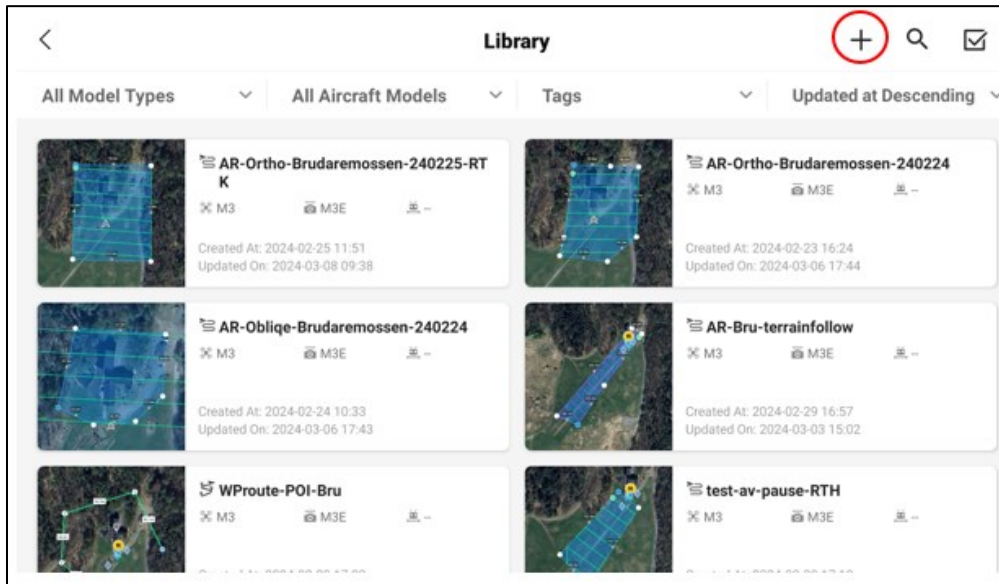 Library
All Model Types All Aircraft Models Tags Updated at Descending
AR-Ortho-Brudaremossen-240225-RT
K
M3 M3E --
Created At: 2024-02-25 11:51
Updated On: 2024-03-08 09:38
AR-Ortho-Brudaremossen-240224
M3 M3E --
Created At: 2024-02-23 16:24
Updated On: 2024-03-06 17:44
AR-Obliqe-Brudaremossen-240224
M3 M3E --
Created At: 2024-02-24 10:33
Updated On: 2024-03-06 17:43
AR-Bru-terrainfollow
M3 M3E --
Created At: 2024-02-29 16:57
Updated On: 2024-03-03 15:02
WProute-POI-Bru
M3 M3E --
test-av-pause-RTH
M3 M3E --